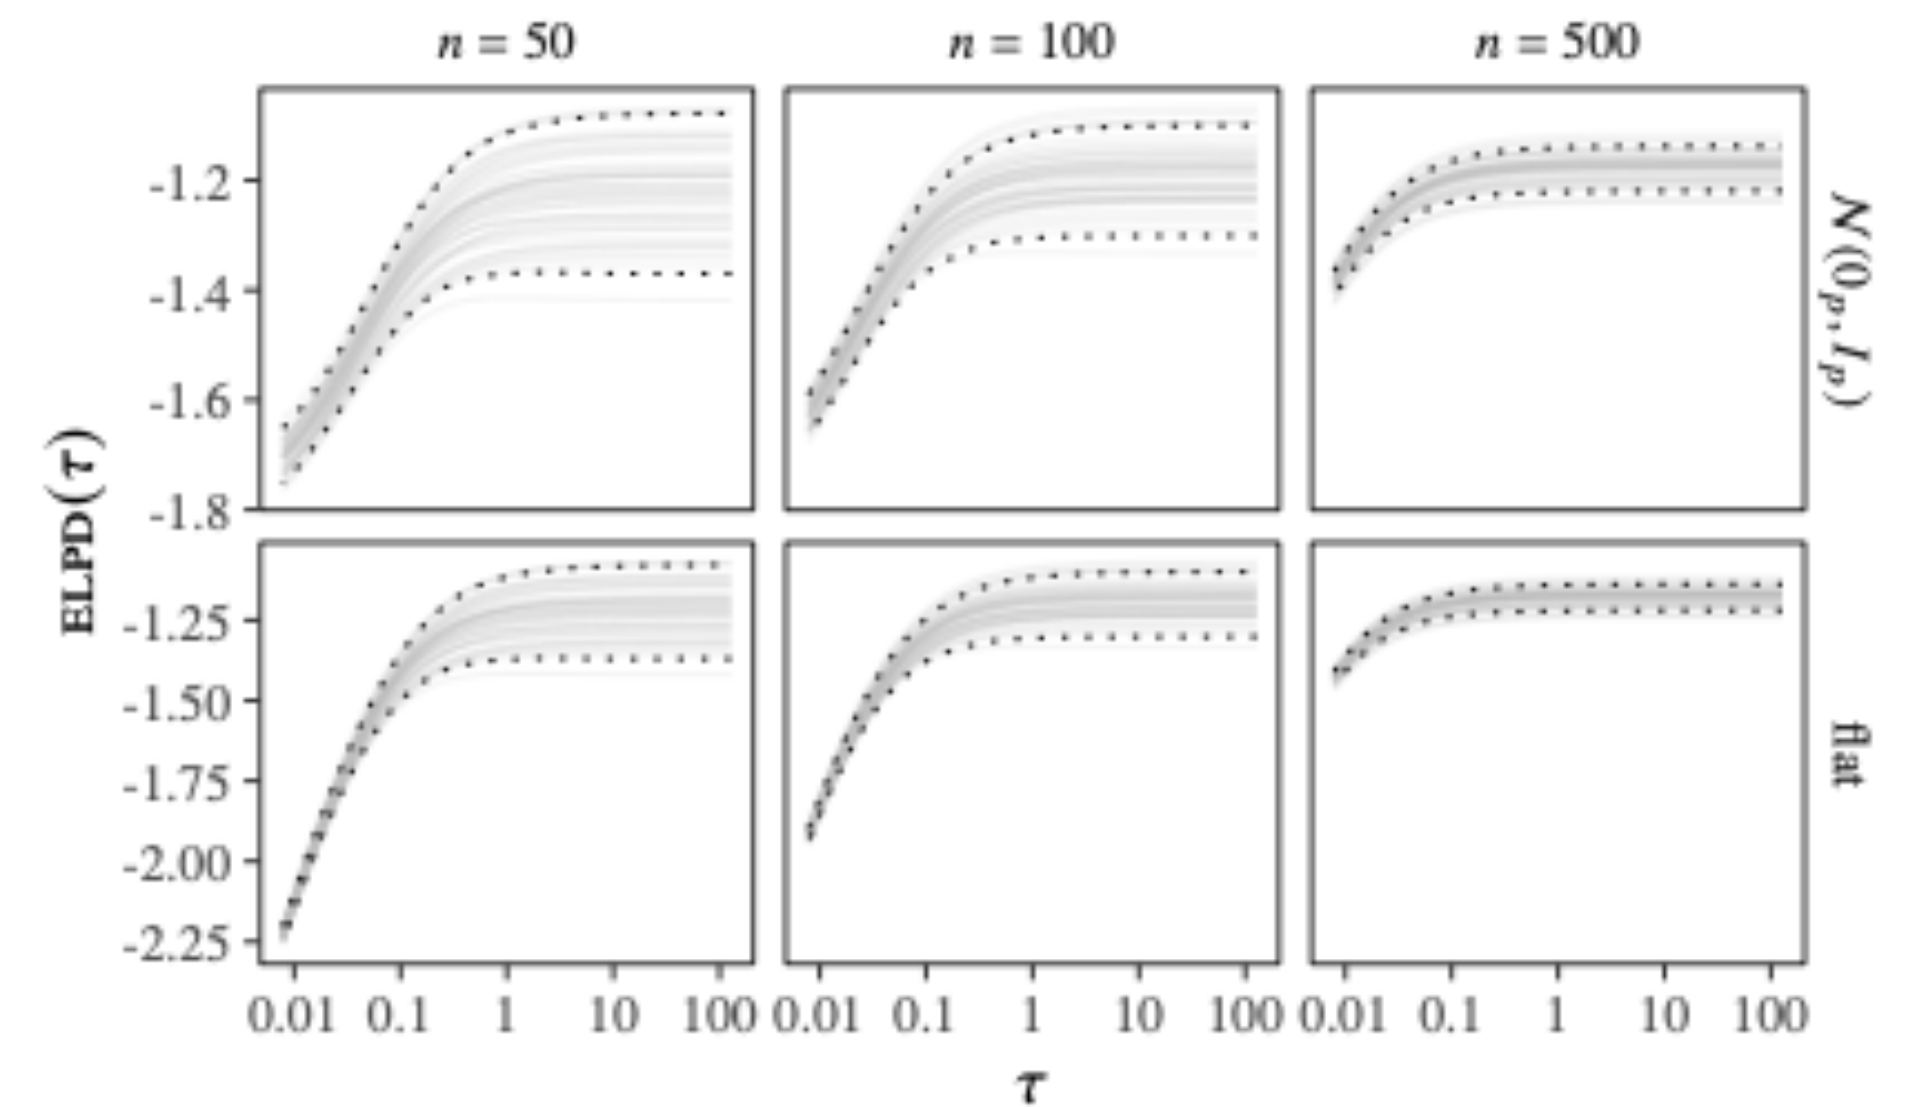 n = 50 n = 100 n = 500
-1.2
-1.4
-1.6
-1.8
N(0p, Ip)
ELPD(τ)
-1.25
-1.50
-1.75
-2.00
-2.25
flat
0.01 0.1 1 10 100 0.01 0.1 1 10 100 0.01 0.1 1 10 100
τ